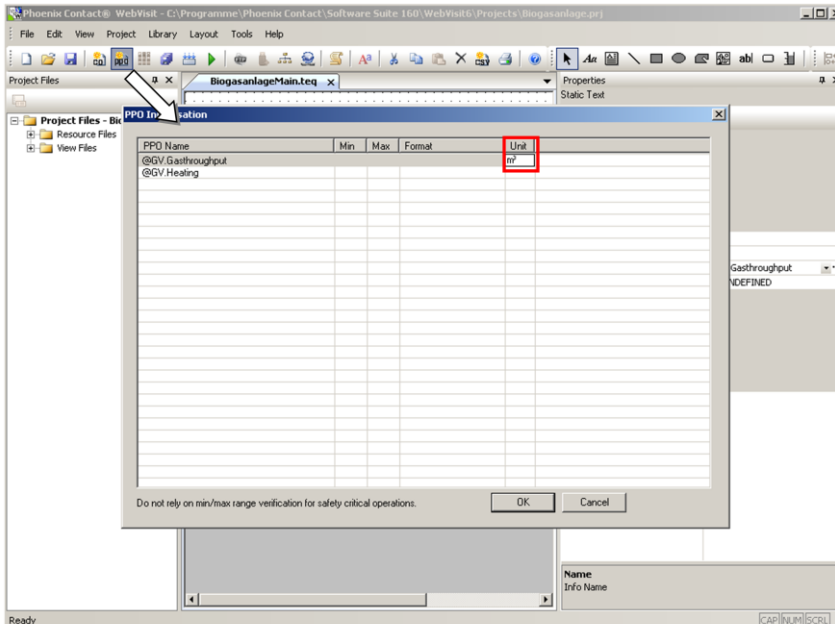 Phoenix Contact® WebVisit - C:\Programme\Phoenix Contact\Software Suite 160\WebVisit6\Projects\Biogasanlage.prj
File Edit View Project Library Layout Tools Help
Project Files
BiogasanlageMain.teq
Properties
Static Text
Project Files - Bio
Resource Files
View Files
PPO In sation
PPO Name Min Max Format Unit
@GV.Gasthroughput m³
@GV.Heating
Gasthroughput
NDEFINED
Do not rely on min/max range verification for safety critical operations.
OK Cancel
Name
Info Name
Ready
CAP NUM SCRL